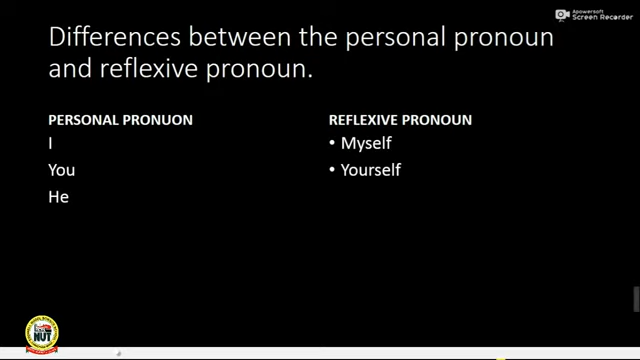 Apowersoft
Screen Recorder
Differences between the personal pronoun
and reflexive pronoun.
PERSONAL PRONUON
REFLEXIVE PRONOUN
I
• Myself
You
• Yourself
He
NUT